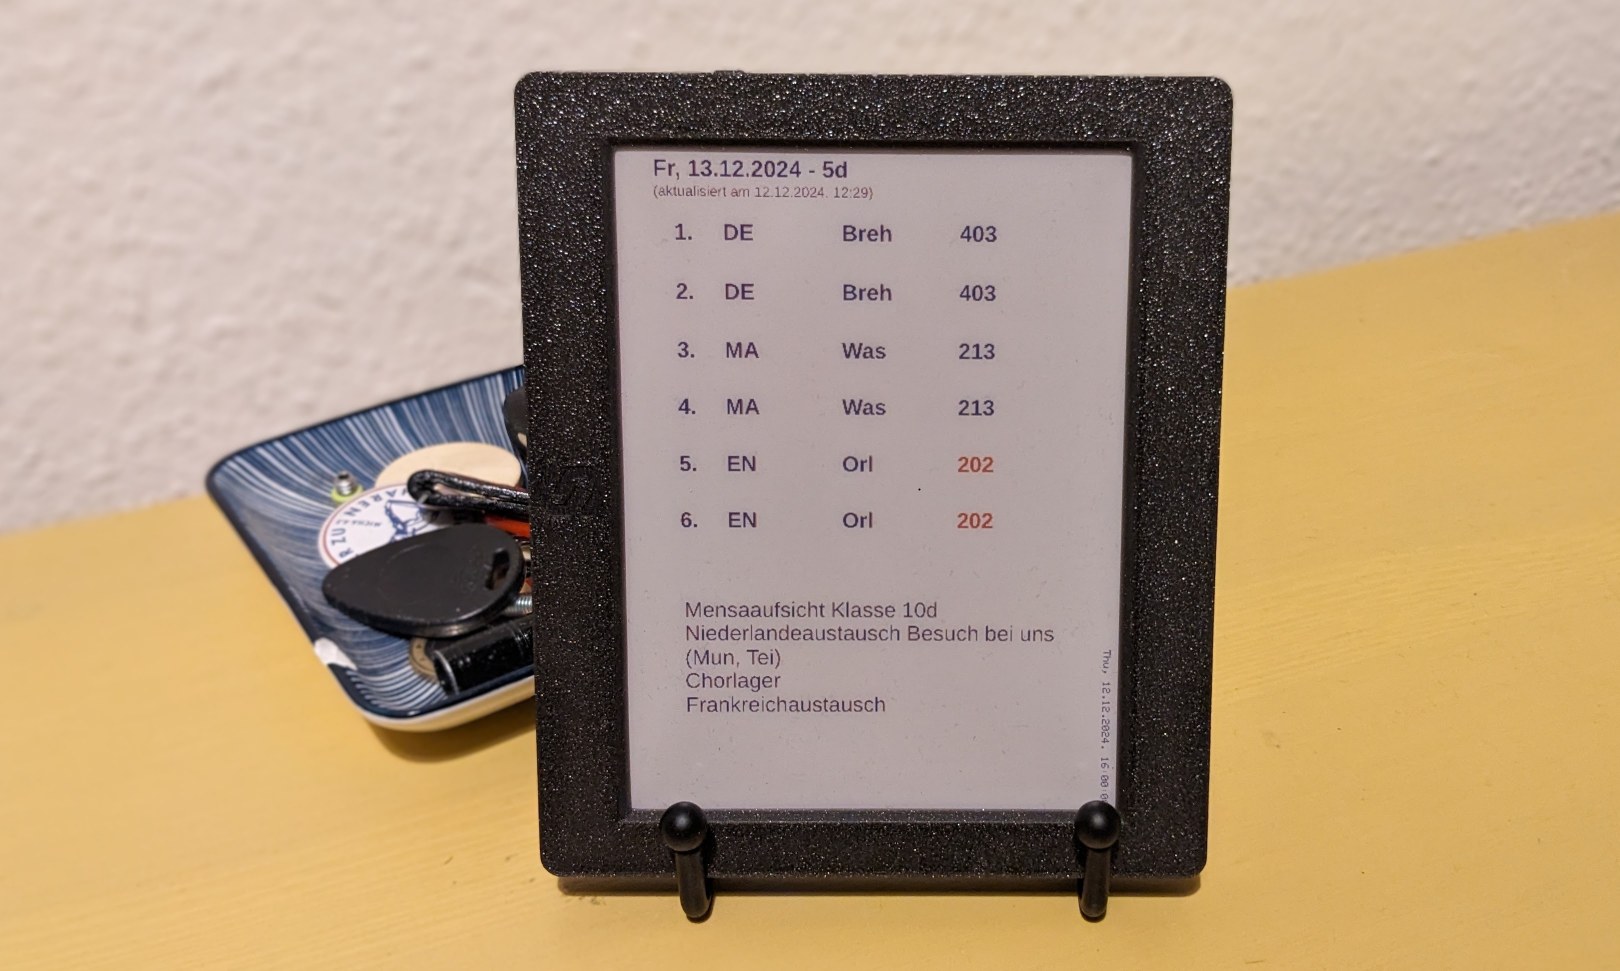 Fr, 13.12.2024 - 5d
(aktualisiert am 12.12.2024, 12:29)
1. DE Breh 403
2. DE Breh 403
3. MA Was 213
4. MA Was 213
5. EN Orl 202
6. EN Orl 202
Mensaaufsicht Klasse 10d
Niederlandeaustausch Besuch bei uns
(Mun, Tei)
Chorlager
Frankreichaustausch
Thu, 12.12.2024, 16:00